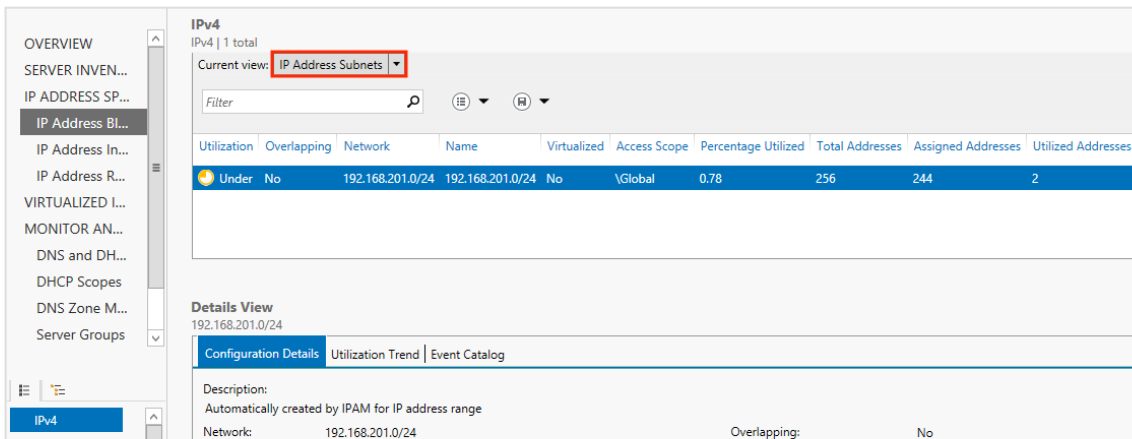 OVERVIEW
SERVER INVEN...
IP ADDRESS SP...
IP Address Bl...
IP Address In...
IP Address R...
VIRTUALIZED I...
MONITOR AN...
DNS and DH...
DHCP Scopes
DNS Zone M...
Server Groups
IPv4
IPv4
IPv4 | 1 total
Current view: IP Address Subnets
Filter
Utilization Overlapping Network Name Virtualized Access Scope Percentage Utilized Total Addresses Assigned Addresses Utilized Addresses
Under No 192.168.201.0/24 192.168.201.0/24 No \Global 0.78 256 244 2
Details View
192.168.201.0/24
Configuration Details Utilization Trend Event Catalog
Description:
Automatically created by IPAM for IP address range
Network: 192.168.201.0/24 Overlapping: No